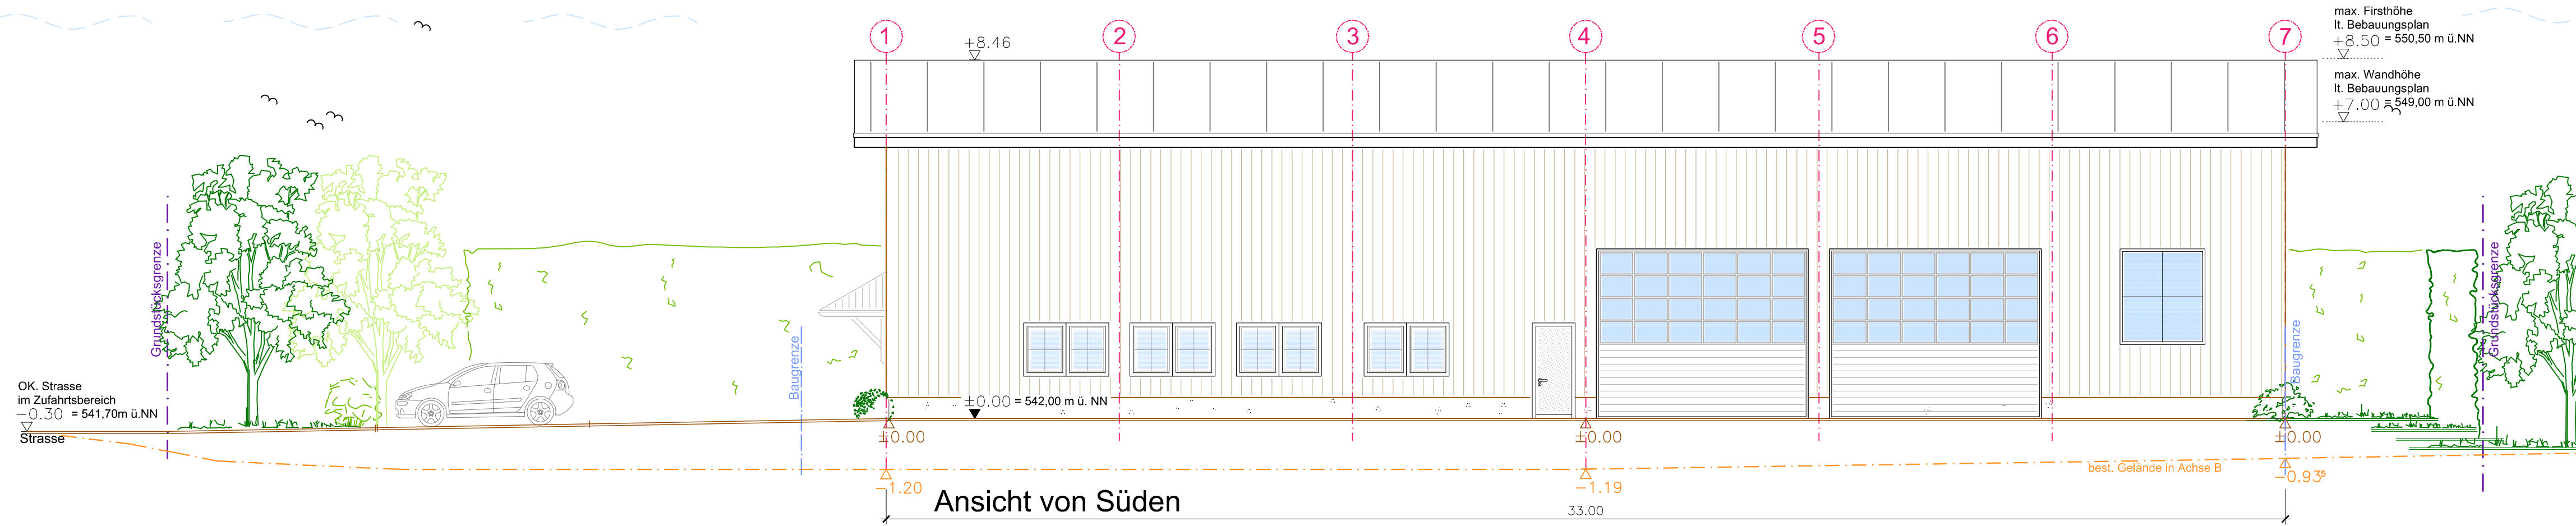 1
2
3
4
5
6
7
+8.46
max. Firsthöhe
lt. Bebauungsplan
+8.50 = 550,50 m ü.NN
max. Wandhöhe
lt. Bebauungsplan
+7.00 = 549,00 m ü.NN
Grundstücksgrenze
Baugrenze
Baugrenze
Grundstücksgrenze
OK. Strasse
im Zufahrtsbereich
−0.30 = 541,70m ü.NN
Strasse
±0.00 = 542,00 m ü. NN
±0.00
±0.00
±0.00
best. Gelände in Achse B
−1.20
−1.19
−0.93⁵
Ansicht von Süden
33.00